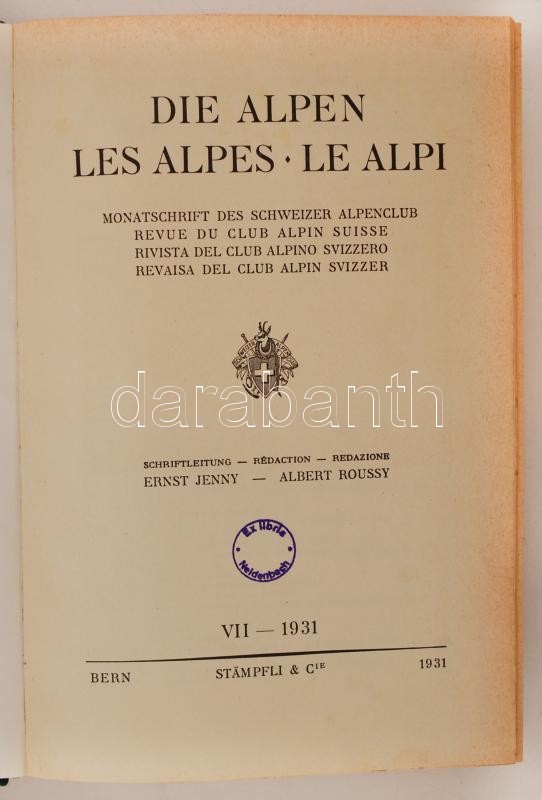 DIE ALPEN
LES ALPES · LE ALPI
MONATSCHRIFT DES SCHWEIZER ALPENCLUB
REVUE DU CLUB ALPIN SUISSE
RIVISTA DEL CLUB ALPINO SVIZZERO
REVAISA DEL CLUB ALPIN SVIZZER
SCHWEIZER ALPENCLUB
darabanth
SCHRIFTLEITUNG — RÉDACTION — REDAZIONE
ERNST JENNY — ALBERT ROUSSY
Ex libris
Neidenbach
VII — 1931
BERN STÄMPFLI & CIE 1931